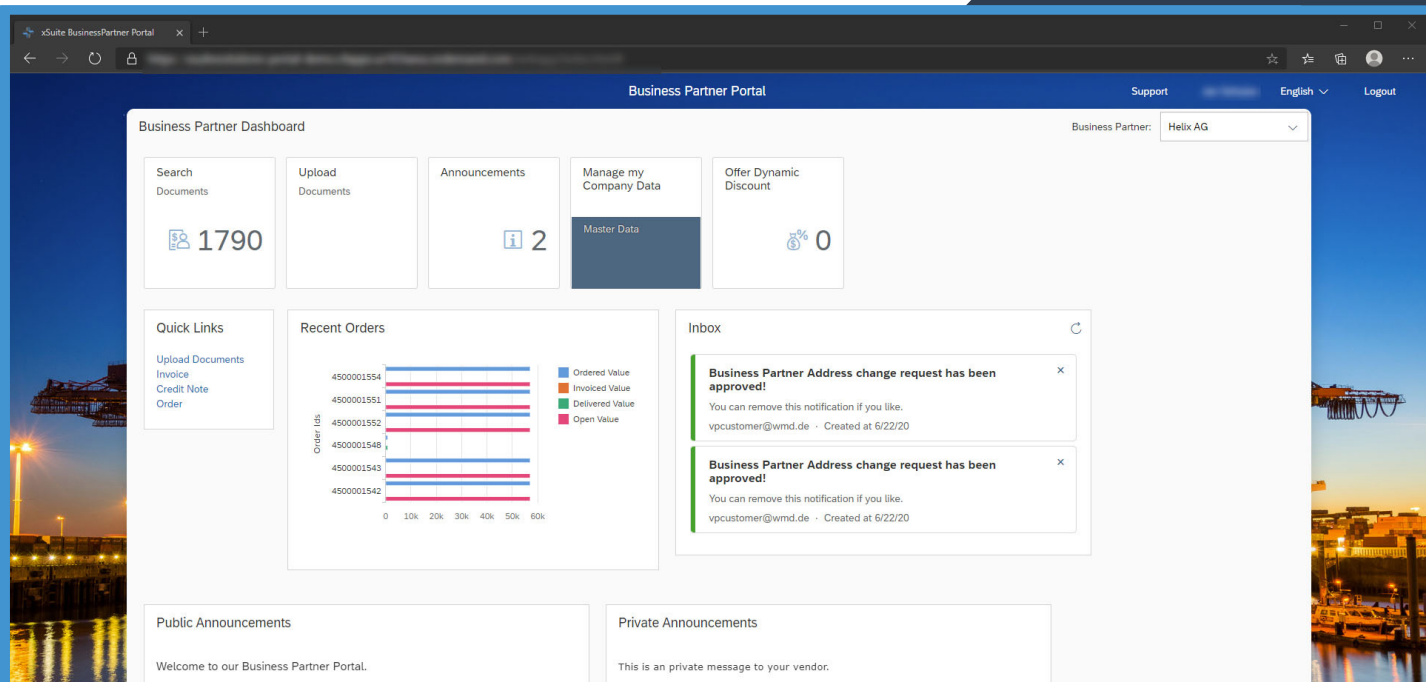 xSuite BusinessPartner Portal
Business Partner Portal
Support
English
Logout
Business Partner Dashboard
Business Partner:
Helix AG
Search
Documents
1790
Upload
Documents
Announcements
2
Manage my
Company Data
Master Data
Offer Dynamic
Discount
0
Quick Links
Upload Documents
Invoice
Credit Note
Order
Recent Orders
Order Ids
4500001554
4500001551
4500001552
4500001548
4500001543
4500001542
0 10k 20k 30k 40k 50k 60k
Ordered Value
Invoiced Value
Delivered Value
Open Value
Inbox
Business Partner Address change request has been
approved!
You can remove this notification if you like.
vpcustomer@wmd.de · Created at 6/22/20
Business Partner Address change request has been
approved!
You can remove this notification if you like.
vpcustomer@wmd.de · Created at 6/22/20
Public Announcements
Welcome to our Business Partner Portal.
Private Announcements
This is an private message to your vendor.